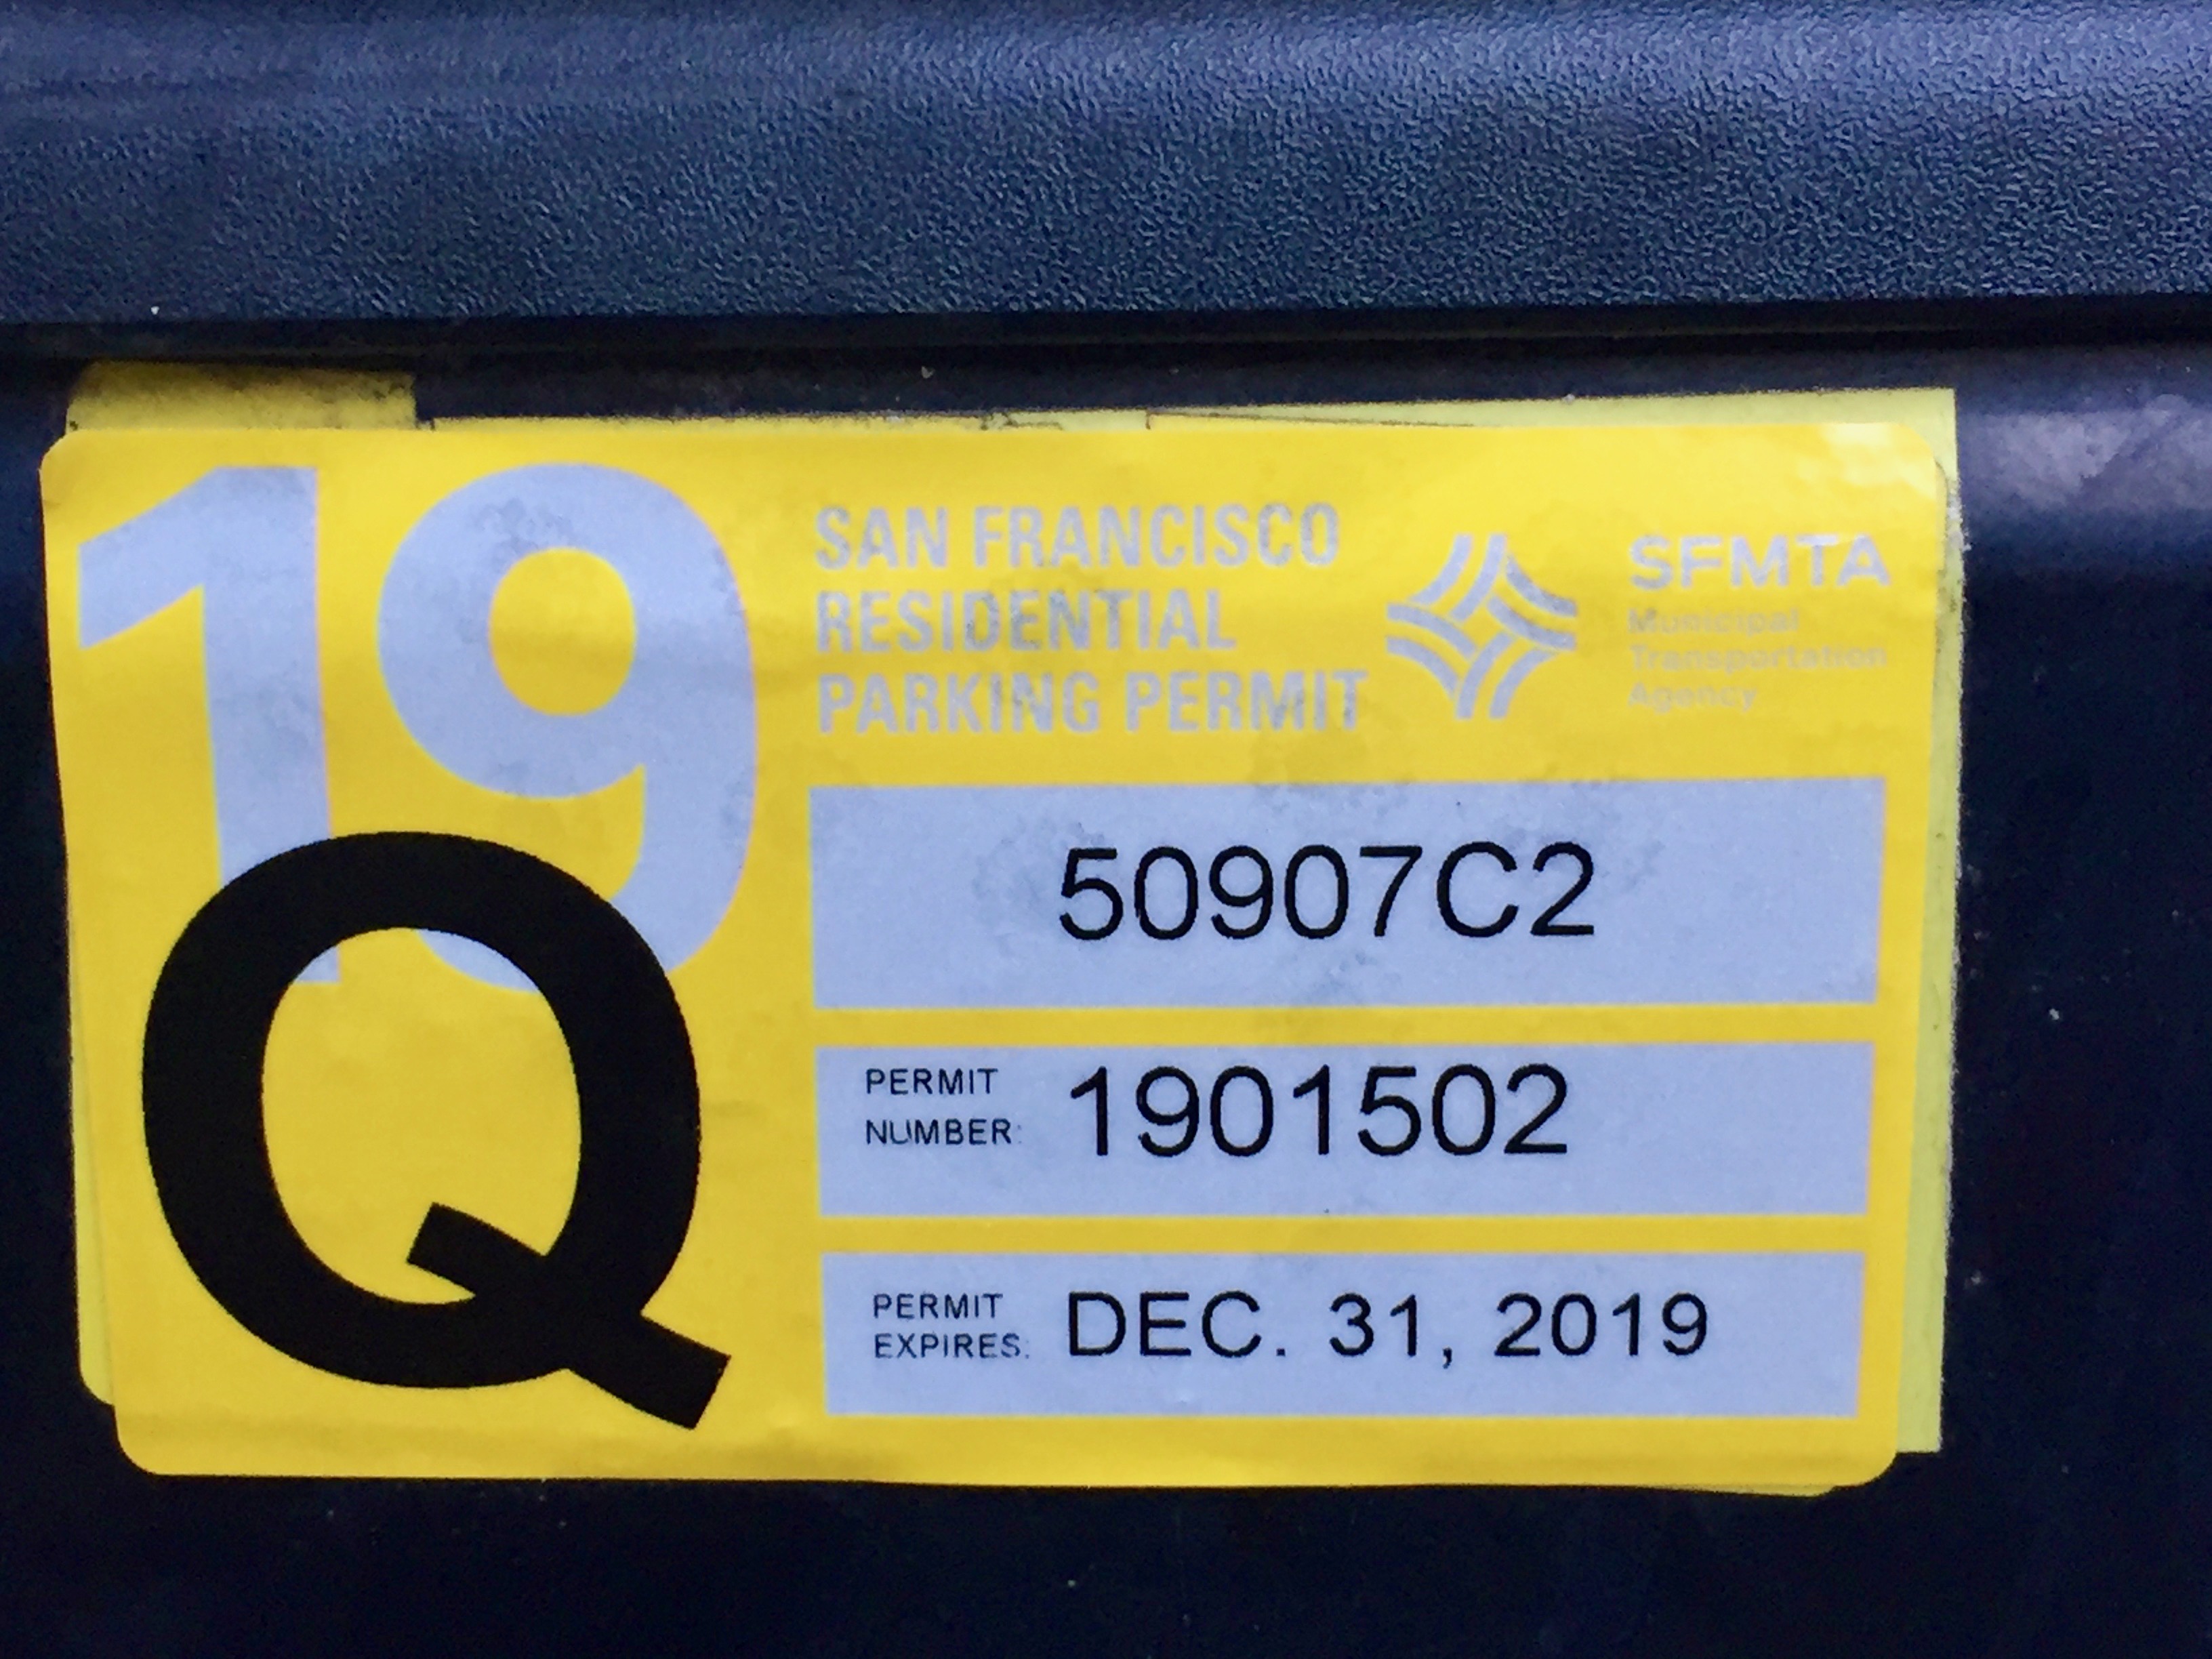 19
SAN FRANCISCO
RESIDENTIAL
PARKING PERMIT
SFMTA
Municipal
Transportation
Agency
Q
50907C2
PERMIT
NUMBER: 1901502
PERMIT
EXPIRES: DEC. 31, 2019